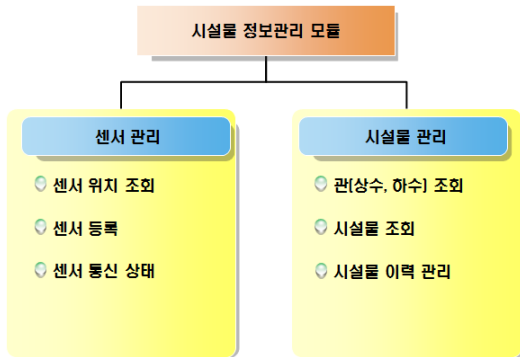 시설물 정보관리 모듈
센서 관리
센서 위치 조회
센서 등록
센서 통신 상태
시설물 관리
관(상수, 하수) 조회
시설물 조회
시설물 이력 관리